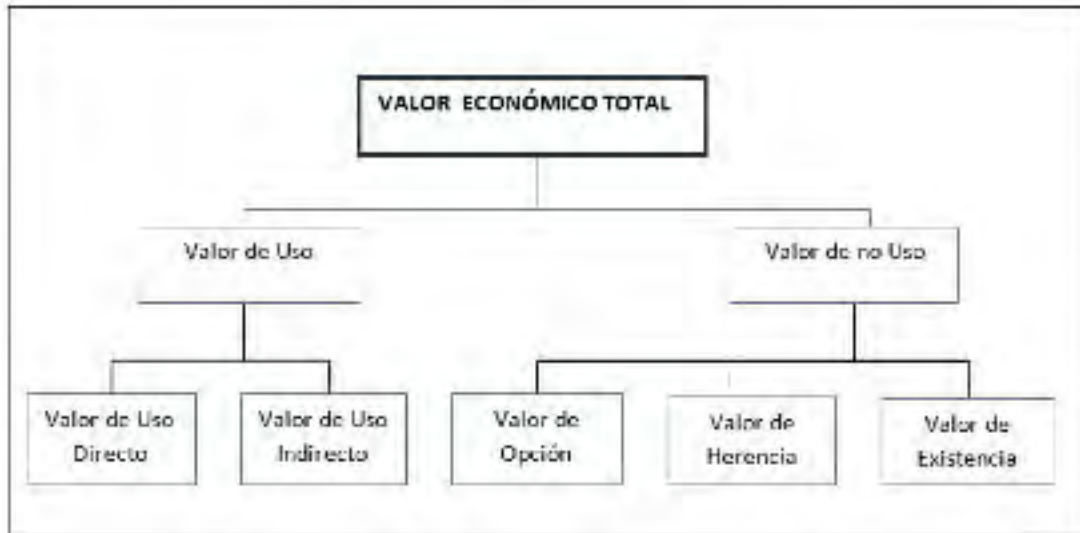 VALOR ECONÓMICO TOTAL
Valor de Uso
Valor de no Uso
Valor de Uso
Directo
Valor de Uso
Indirecto
Valor de
Opción
Valor de
Herencia
Valor de
Existencia